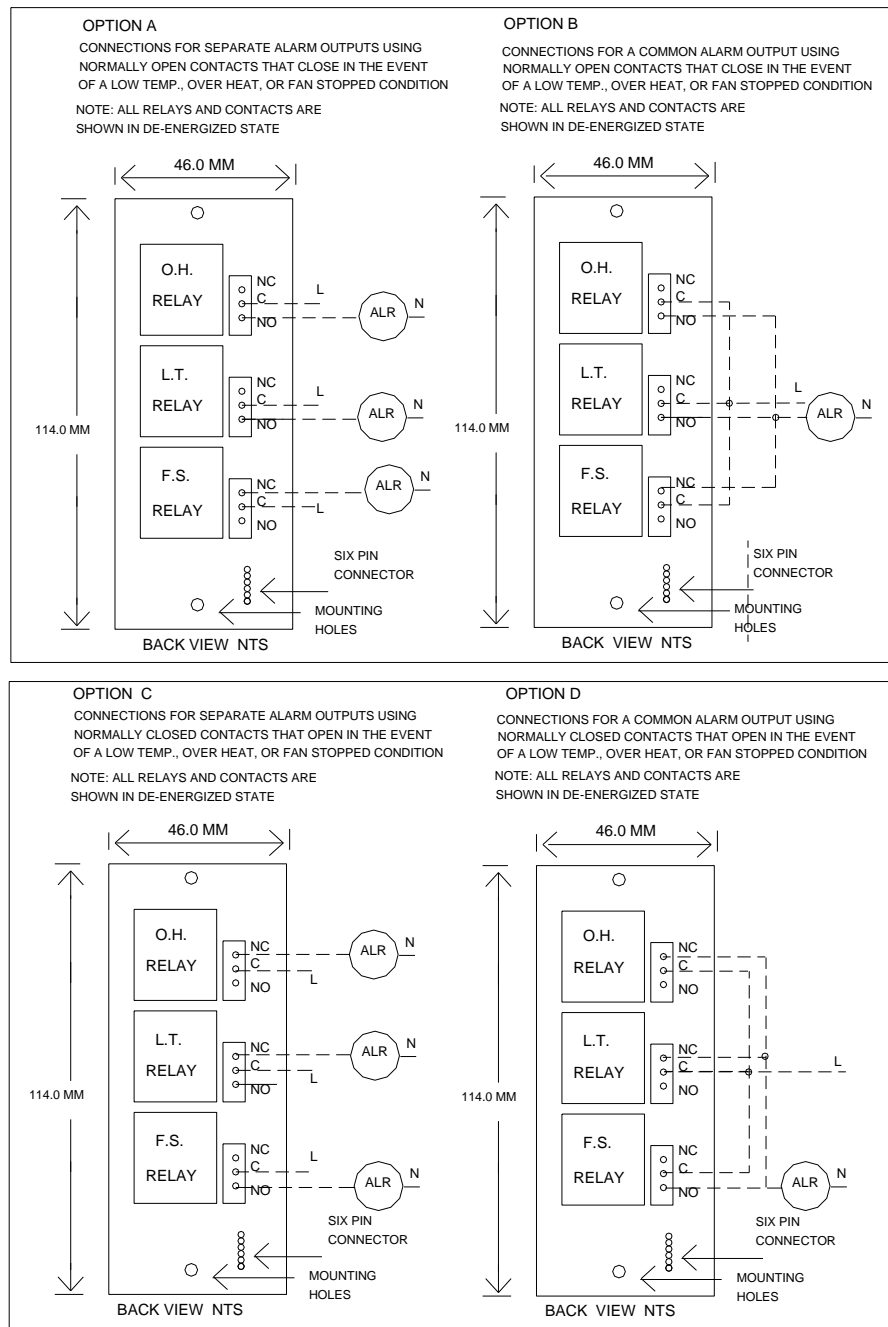 OPTION A
CONNECTIONS FOR SEPARATE ALARM OUTPUTS USING
NORMALLY OPEN CONTACTS THAT CLOSE IN THE EVENT
OF A LOW TEMP., OVER HEAT, OR FAN STOPPED CONDITION
NOTE: ALL RELAYS AND CONTACTS ARE
SHOWN IN DE-ENERGIZED STATE
46.0 MM
114.0 MM
O.H.
RELAY
NC
C
NO
L
ALR
N
L.T.
RELAY
NC
C
NO
L
ALR
N
F.S.
RELAY
NC
C
NO
L
ALR
N
SIX PIN
CONNECTOR
MOUNTING
HOLES
BACK VIEW NTS
OPTION B
CONNECTIONS FOR A COMMON ALARM OUTPUT USING
NORMALLY OPEN CONTACTS THAT CLOSE IN THE EVENT
OF A LOW TEMP., OVER HEAT, OR FAN STOPPED CONDITION
NOTE: ALL RELAYS AND CONTACTS ARE
SHOWN IN DE-ENERGIZED STATE
46.0 MM
114.0 MM
O.H.
RELAY
NC
C
NO
L.T.
RELAY
NC
C
NO
L
ALR
N
F.S.
RELAY
NC
C
NO
SIX PIN
CONNECTOR
MOUNTING
HOLES
BACK VIEW NTS
OPTION C
CONNECTIONS FOR SEPARATE ALARM OUTPUTS USING
NORMALLY CLOSED CONTACTS THAT OPEN IN THE EVENT
OF A LOW TEMP., OVER HEAT, OR FAN STOPPED CONDITION
NOTE: ALL RELAYS AND CONTACTS ARE
SHOWN IN DE-ENERGIZED STATE
46.0 MM
114.0 MM
O.H.
RELAY
NC
C
NO
L
ALR
N
L.T.
RELAY
NC
C
NO
L
ALR
N
F.S.
RELAY
NC
C
NO
L
ALR
N
SIX PIN
CONNECTOR
MOUNTING
HOLES
BACK VIEW NTS
OPTION D
CONNECTIONS FOR A COMMON ALARM OUTPUT USING
NORMALLY CLOSED CONTACTS THAT OPEN IN THE EVENT
OF A LOW TEMP., OVER HEAT, OR FAN STOPPED CONDITION
NOTE: ALL RELAYS AND CONTACTS ARE
SHOWN IN DE-ENERGIZED STATE
46.0 MM
114.0 MM
O.H.
RELAY
NC
C
NO
L.T.
RELAY
NC
C
NO
L
F.S.
RELAY
NC
C
NO
ALR
N
SIX PIN
CONNECTOR
MOUNTING
HOLES
BACK VIEW NTS